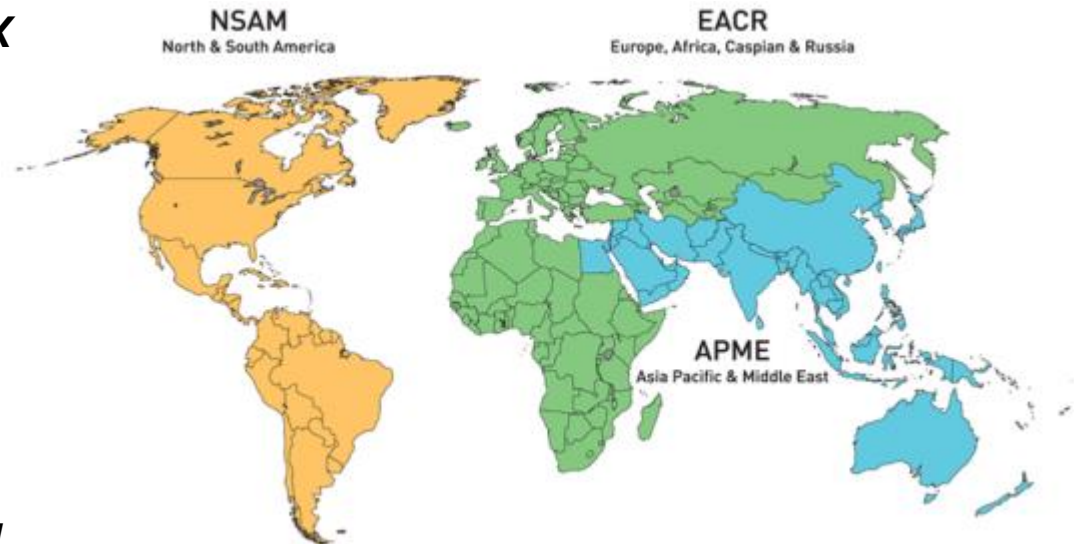 NSAM
North & South America
EACR
Europe, Africa, Caspian & Russia
APME
Asia Pacific & Middle East